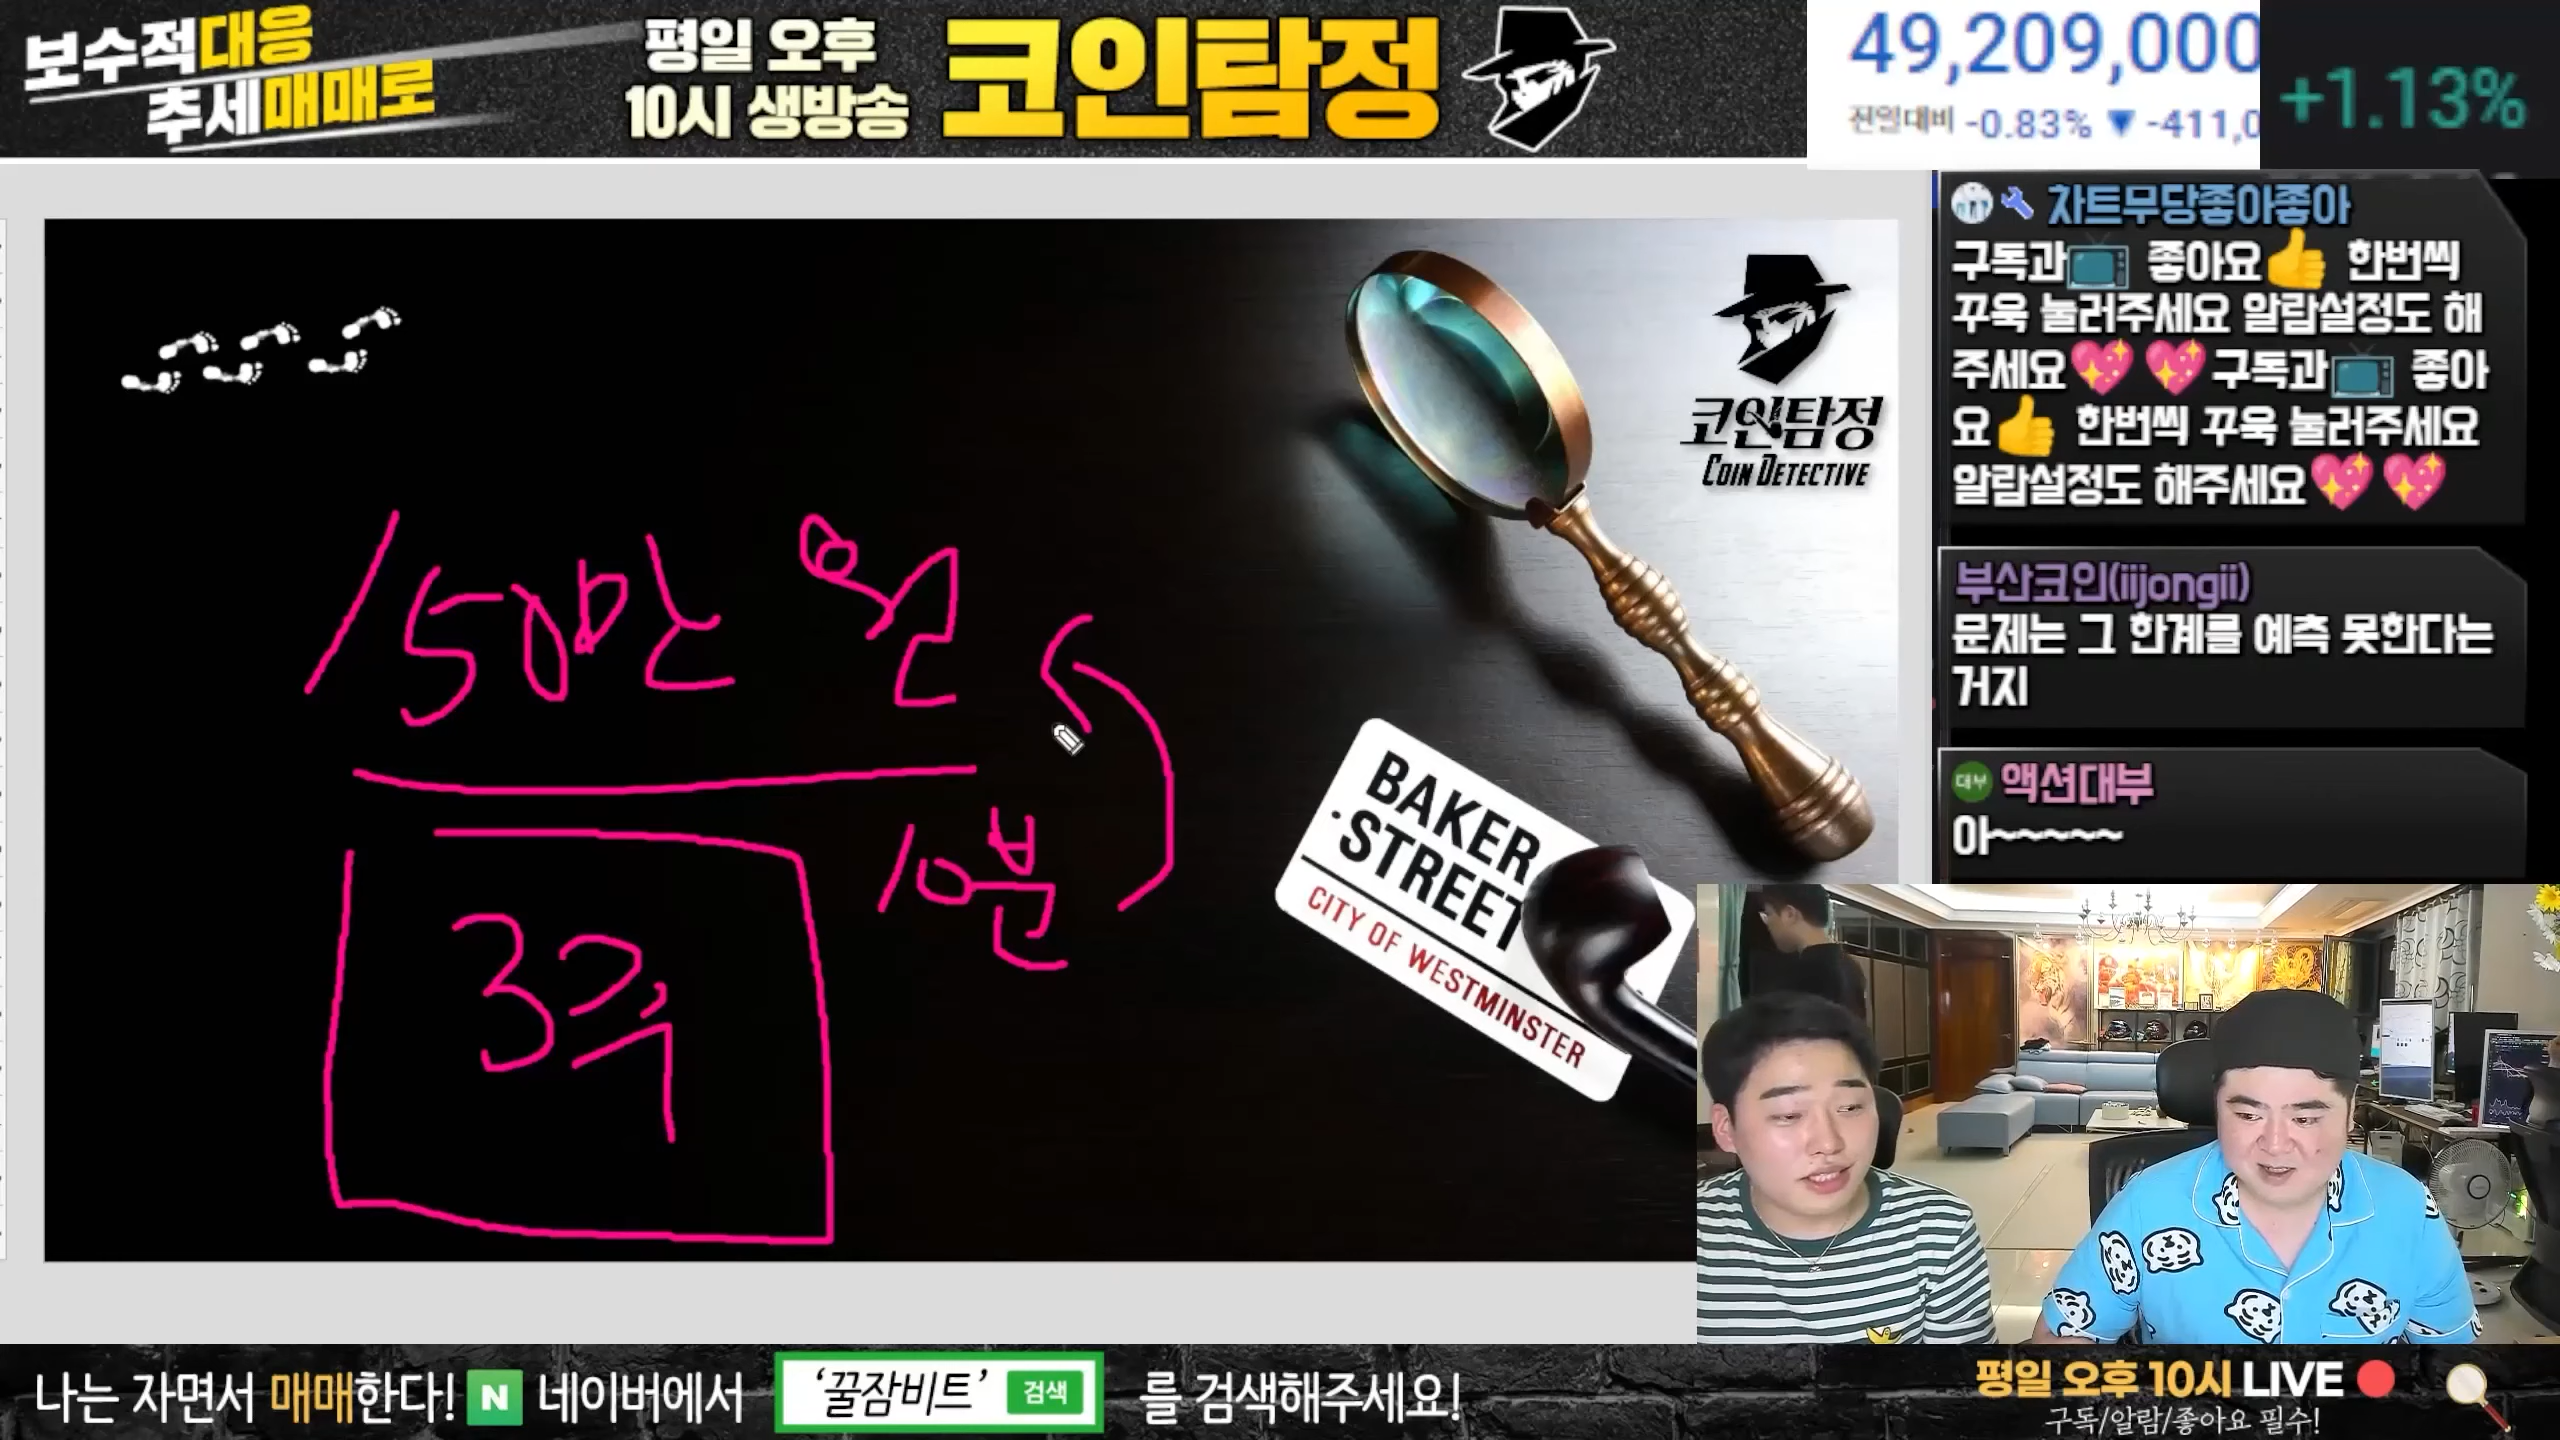 보수적대응
추세매매로
평일 오후
10시 생방송
코인탐정
49,209,000
전일대비 -0.83% ▼ -411,0
+1.13%
차트무당좋아좋아
구독과📺 좋아요👍 한번씩
꾸욱 눌러주세요 알람설정도 해
주세요💖💖구독과📺 좋아
요👍 한번씩 꾸욱 눌러주세요
알람설정도 해주세요💖💖
부산코인(iijongii)
문제는 그 한계를 예측 못한다는
거지
대부 액션대부
아~~~~~
코인탐정
COIN DETECTIVE
150만 원
10분
BAKER
STREET
CITY OF WESTMINSTER
나는 자면서 매매한다! N 네이버에서 '꿀잠비트' 검색 를 검색해주세요!
평일 오후 10시 LIVE
구독/알람/좋아요 필수!